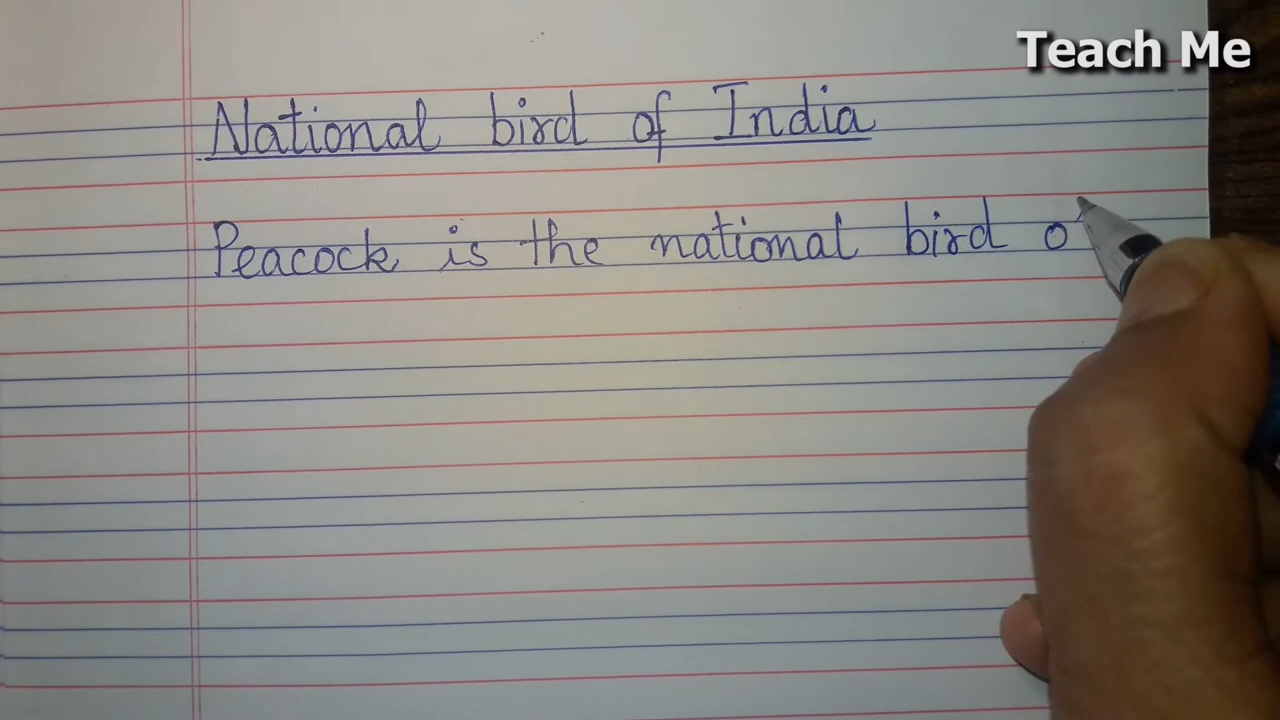 Teach Me
National bird of India
Peacock is the national bird o